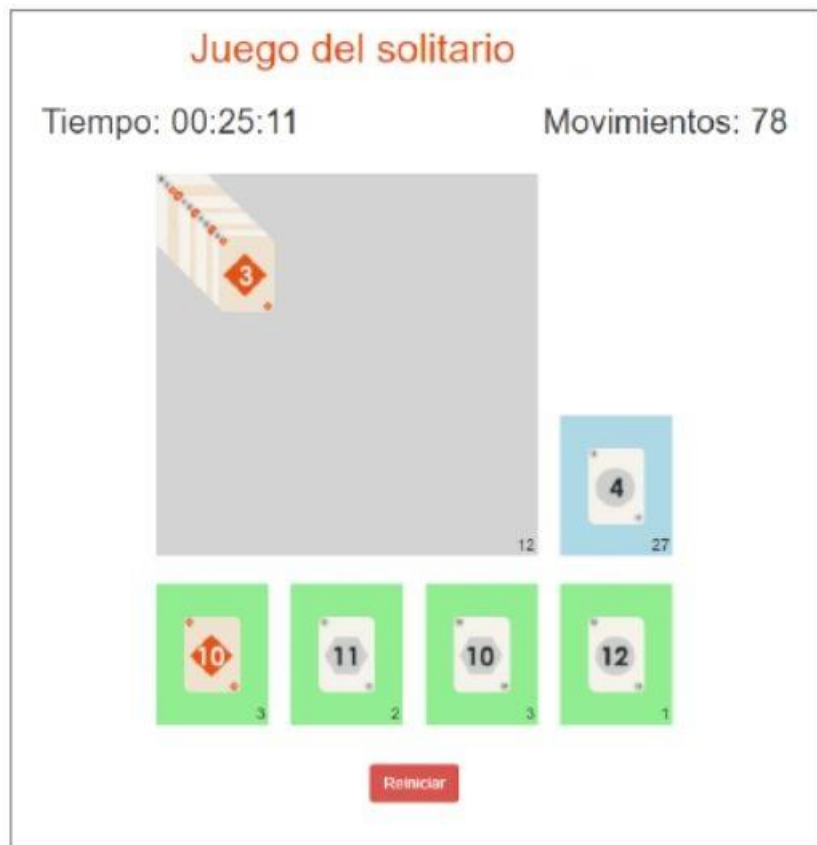 Juego del solitario
Tiempo: 00:25:11 Movimientos: 78
3
4
12 27
10 11 10 12
3 2 3 1
Reiniciar